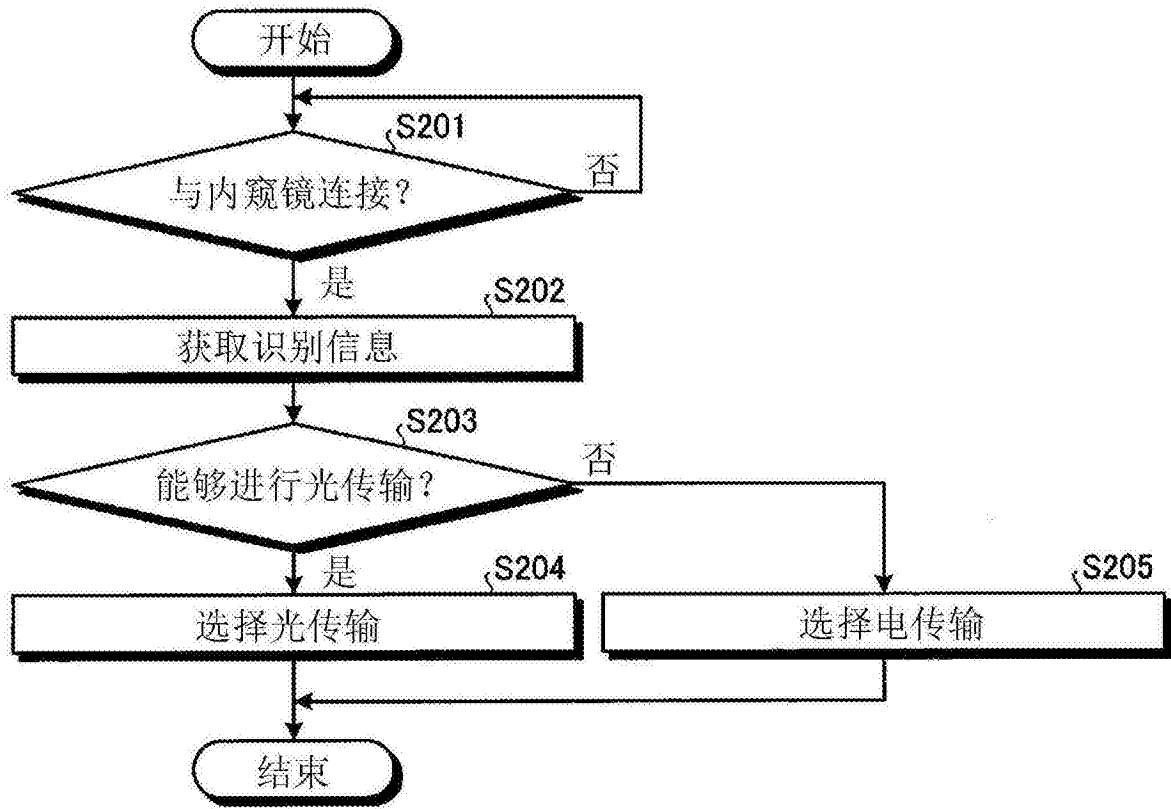 开始
S201
与内窥镜连接？
否
是
S202
获取识别信息
S203
能够进行光传输？
否
是
S204
选择光传输
S205
选择电传输
结束